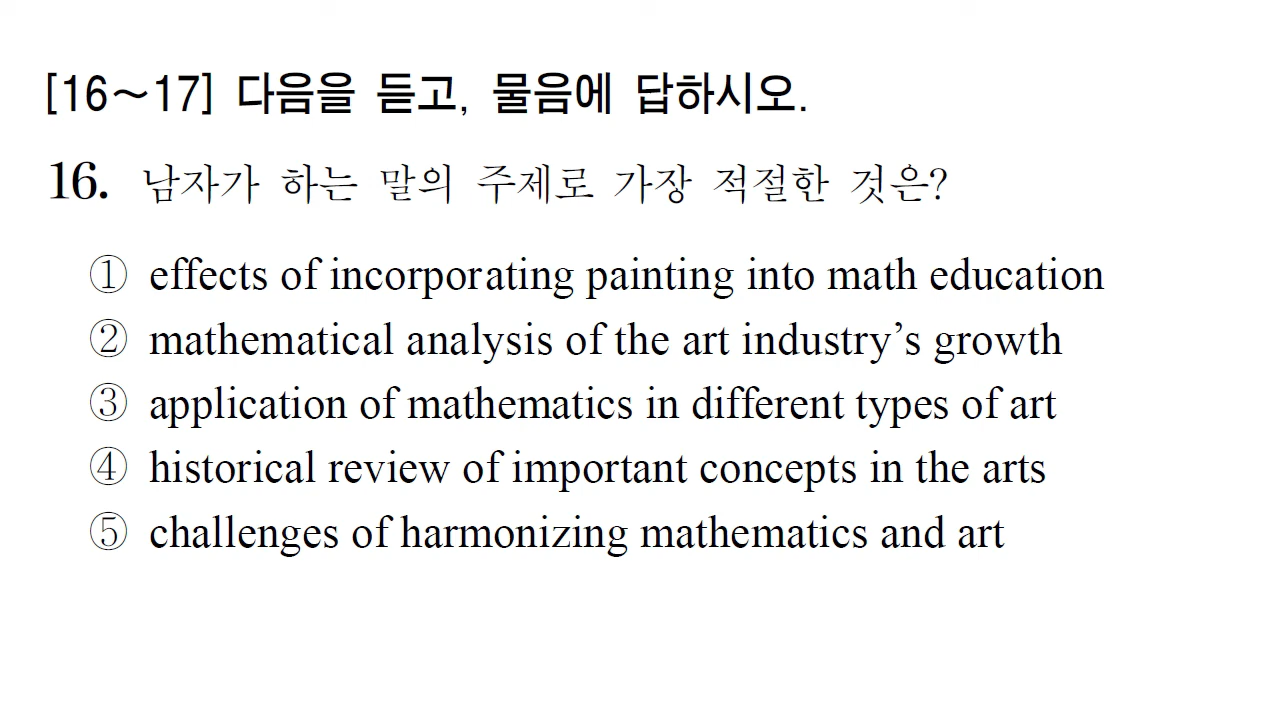 [16～17] 다음을 듣고, 물음에 답하시오.
16. 남자가 하는 말의 주제로 가장 적절한 것은?
① effects of incorporating painting into math education
② mathematical analysis of the art industry’s growth
③ application of mathematics in different types of art
④ historical review of important concepts in the arts
⑤ challenges of harmonizing mathematics and art